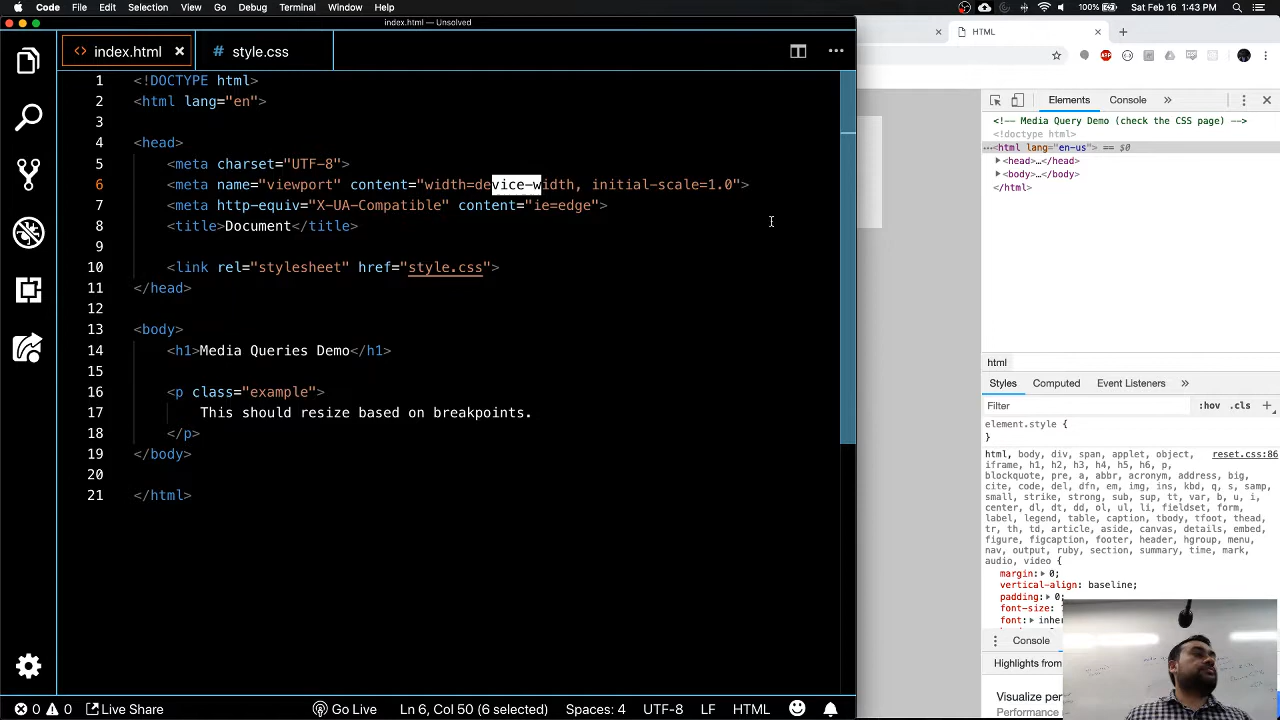 Code File Edit Selection View Go Debug Terminal Window Help 100% Sat May 16 1:43 PM
index.html — Unsolved
index.html
style.css
HTML
1 <!DOCTYPE html>
2 <html lang="en">
3
4 <head>
5 <meta charset="UTF-8">
6 <meta name="viewport" content="width=device-width, initial-scale=1.0">
7 <meta http-equiv="X-UA-Compatible" content="ie=edge">
8 <title>Document</title>
9
10 <link rel="stylesheet" href="style.css">
11 </head>
12
13 <body>
14 <h1>Media Queries Demo</h1>
15
16 <p class="example">
17 This should resize based on breakpoints.
18 </p>
19 </body>
20
21 </html>
0 0 Live Share Go Live Ln 6, Col 50 (6 selected) Spaces: 4 UTF-8 LF HTML
ABP
Elements Console »
<!-- Media Query Demo (check the CSS page) -->
<!doctype html>
<html lang="en-us"> == $0
<head>…</head>
<body>…</body>
</html>
html
Styles Computed Event Listeners »
Filter :hov .cls +
element.style {
}
html, body, div, span, applet, object, reset.css:86
iframe, h1, h2, h3, h4, h5, h6, p,
blockquote, pre, a, abbr, acronym, address, big,
cite, code, del, dfn, em, img, ins, kbd, q, s, samp,
small, strike, strong, sub, sup, tt, var, b, u, i,
center, dl, dt, dd, ol, ul, li, fieldset, form,
label, legend, table, caption, tbody, tfoot, thead,
tr, th, td, article, aside, canvas, details, embed,
figure, figcaption, footer, header, hgroup, menu,
nav, output, ruby, section, summary, time, mark,
audio, video {
margin: 0;
vertical-align: baseline;
padding: 0;
font-size:
font: inher
bord
Console
Highlights from
Visualize per
Performance